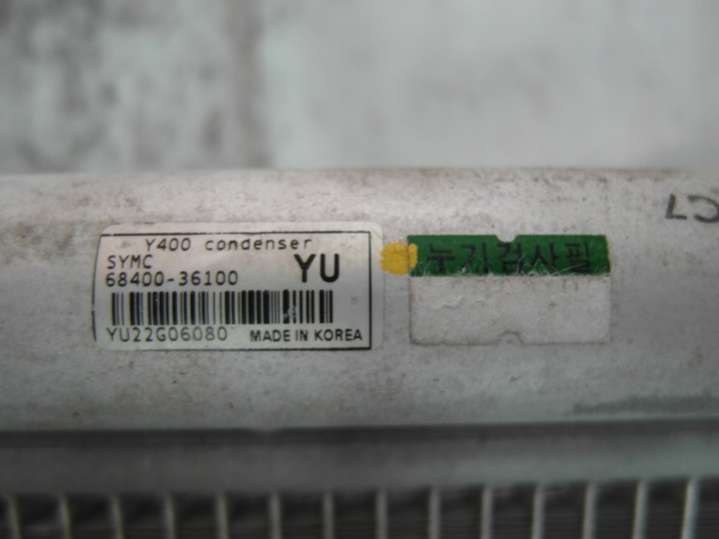 Y400 condenser
SYMC
YU
68400-36100
YU22G06080 MADE IN KOREA
누기검사필